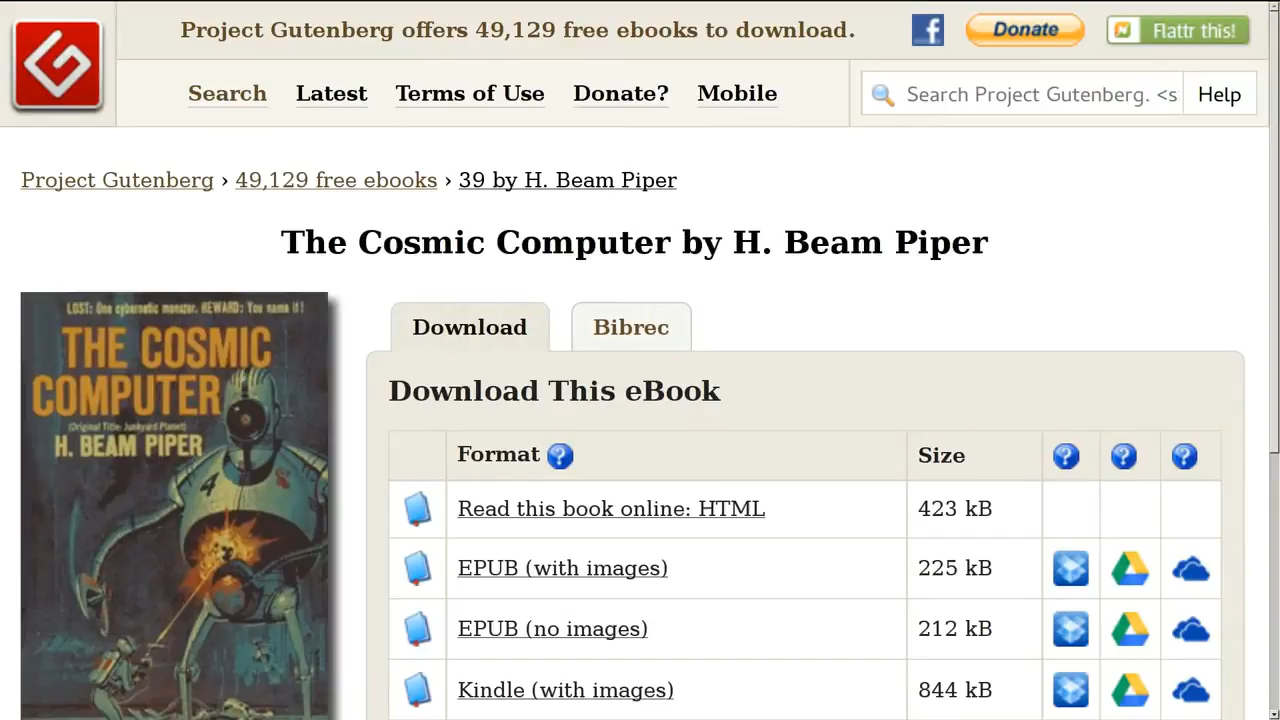 Project Gutenberg offers 49,129 free ebooks to download.
Donate
Flattr this!
Search Latest Terms of Use Donate? Mobile
Search Project Gutenberg. <s
Help
Project Gutenberg › 49,129 free ebooks › 39 by H. Beam Piper
The Cosmic Computer by H. Beam Piper
LOST: One cybernetic monster. REWARD: You name it!
THE COSMIC
COMPUTER
(Original Title: Junkyard Planet)
H. BEAM PIPER
4
Download Bibrec
Download This eBook
Format ? Size ? ? ?
Read this book online: HTML 423 kB
EPUB (with images) 225 kB
EPUB (no images) 212 kB
Kindle (with images) 844 kB